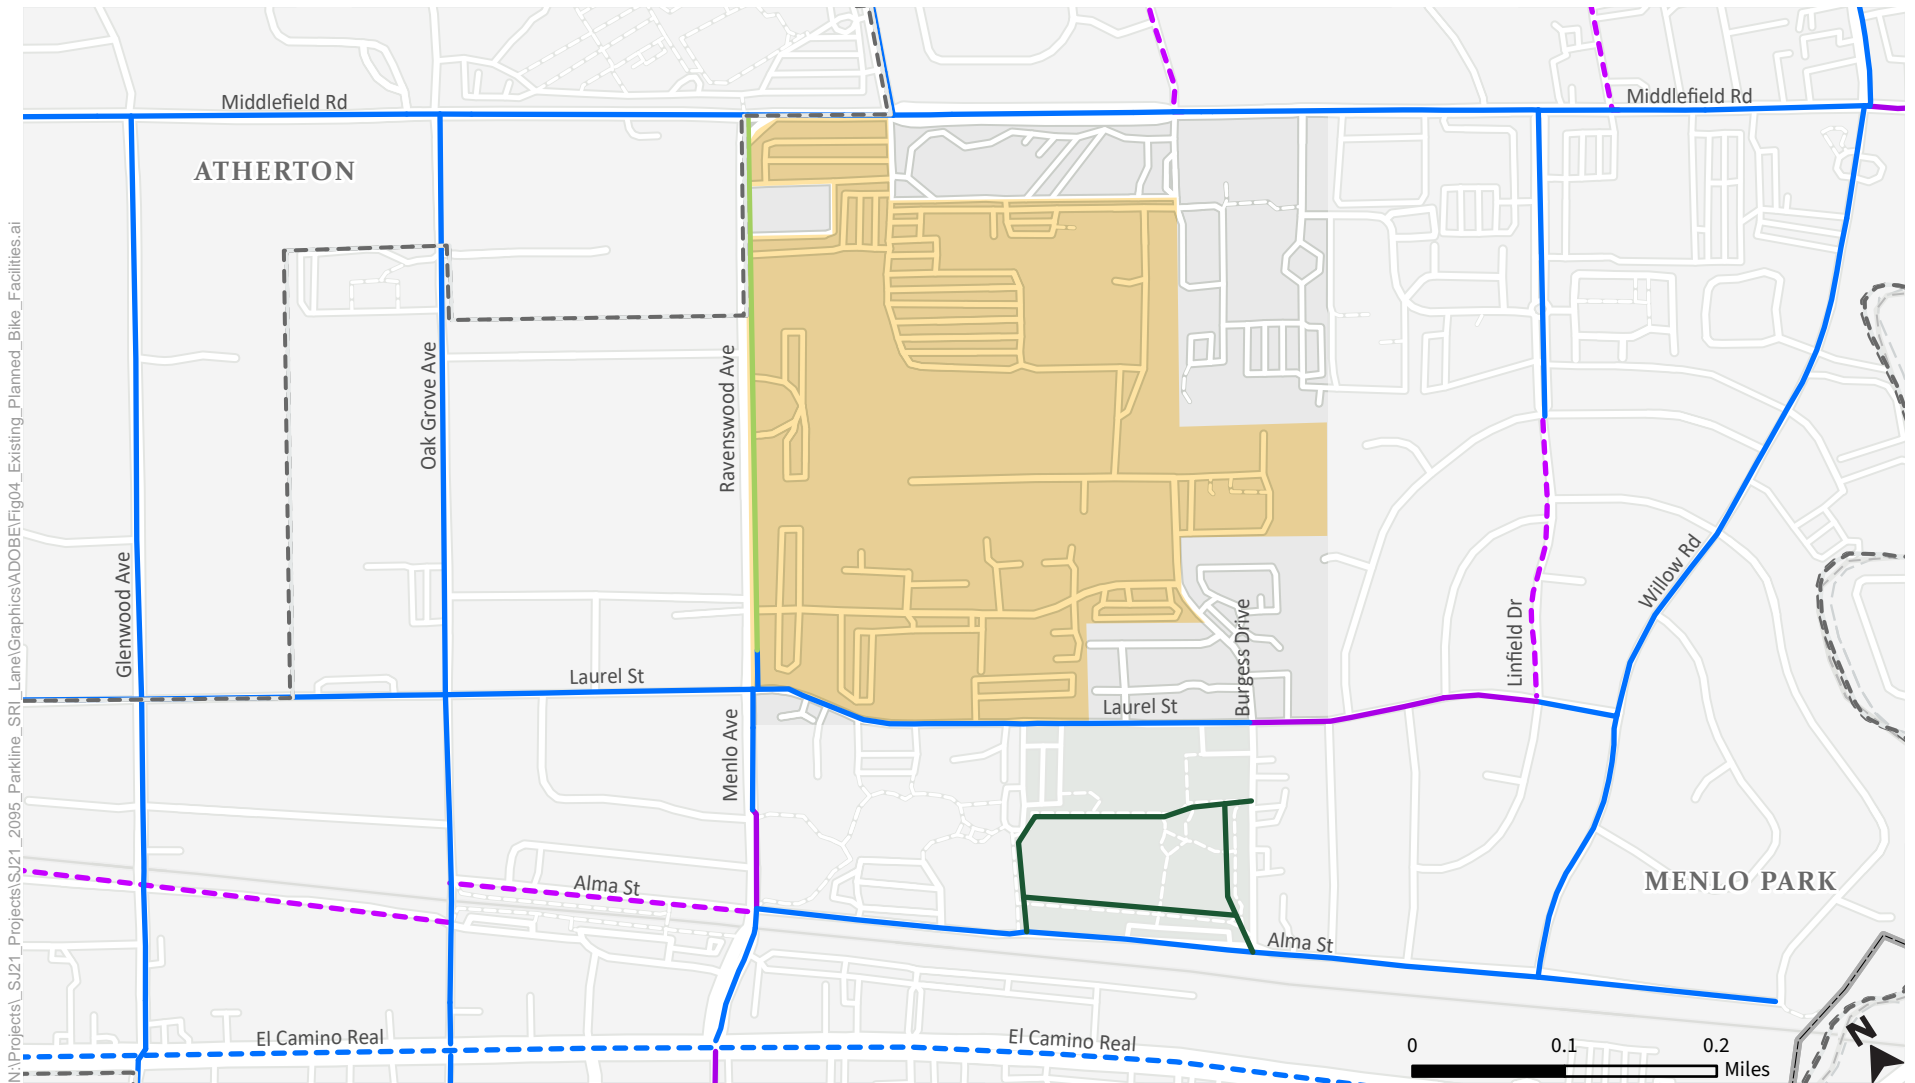 Middlefield Rd
Middlefield Rd
ATHERTON
Oak Grove Ave
Ravenswood Ave
Glenwood Ave
Willow Rd
Linfield Dr
Burgess Drive
Laurel St
Laurel St
Menlo Ave
Alma St
MENLO PARK
Alma St
El Camino Real
El Camino Real
0 0.1 0.2
Miles
N
N:\Projects\_SJ21_Projects\SJ21_2095_Parkline_SRI_Lane\Graphics\ADOBE\Fig04_Existing_Planned_Bike_Facilities.ai